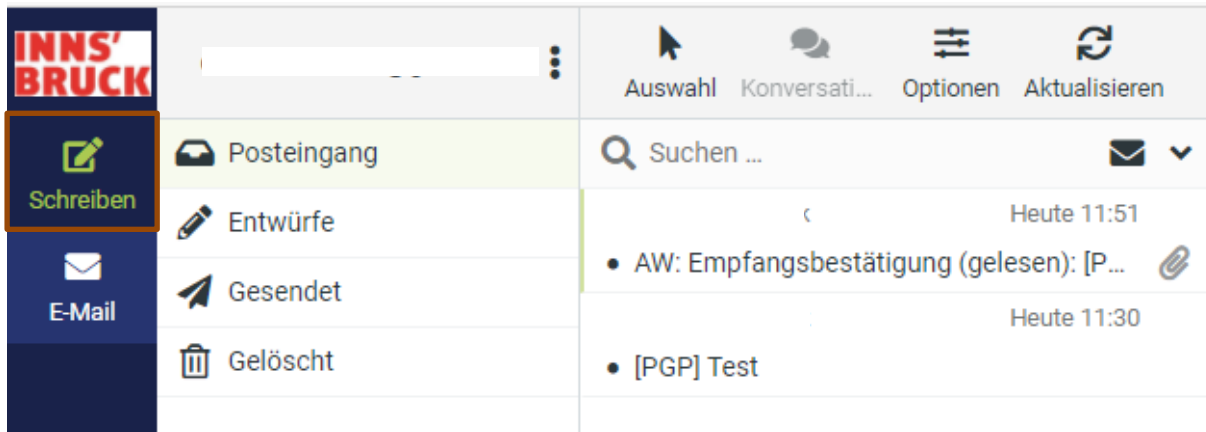 INNS'
BRUCK
Schreiben
E-Mail
Posteingang
Entwürfe
Gesendet
Gelöscht
Auswahl
Konversati...
Optionen
Aktualisieren
Suchen ...
Heute 11:51
• AW: Empfangsbestätigung (gelesen): [P...
Heute 11:30
• [PGP] Test